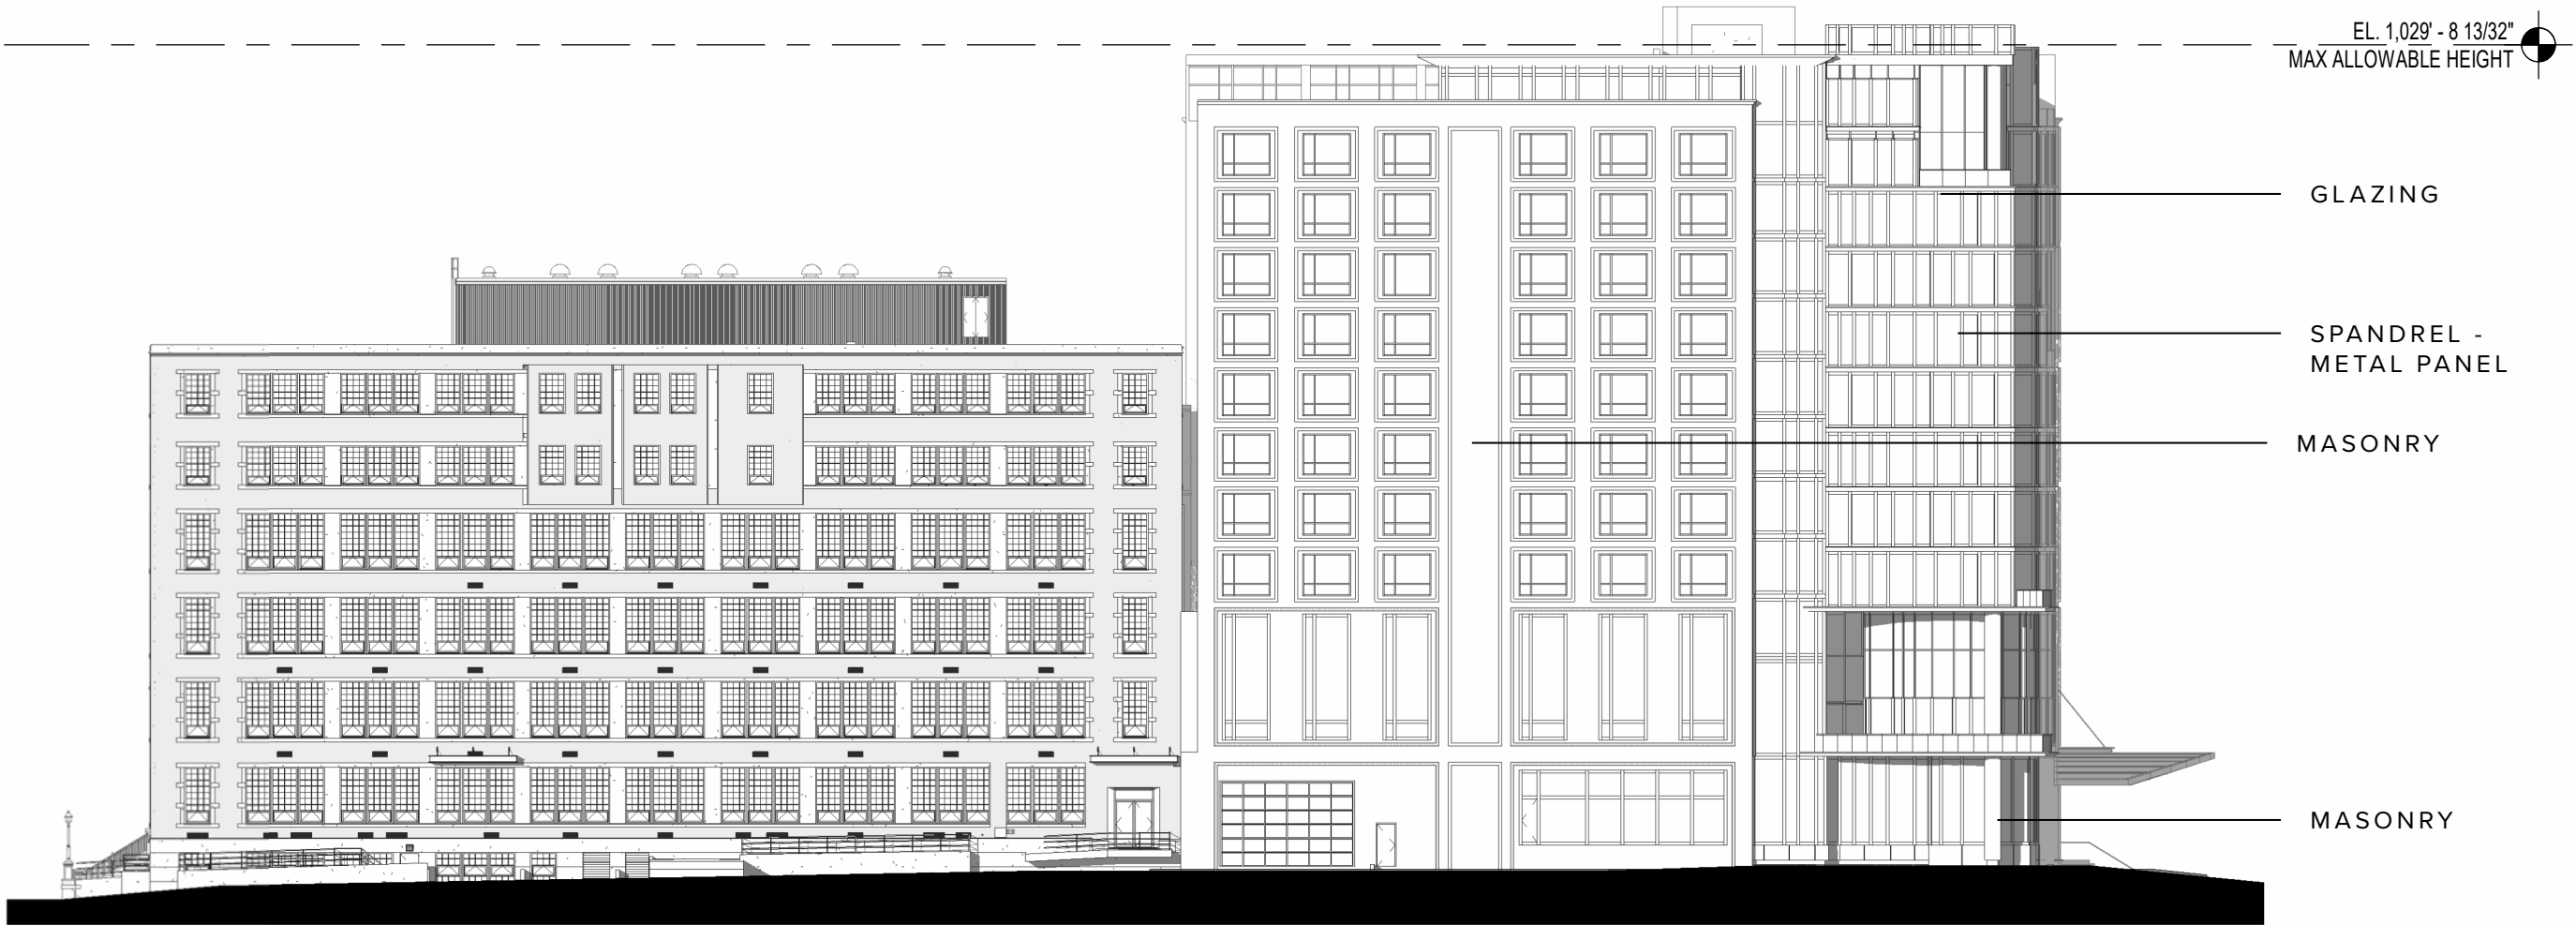 EL. 1,029' - 8 13/32"
MAX ALLOWABLE HEIGHT
GLAZING
SPANDREL -
METAL PANEL
MASONRY
MASONRY